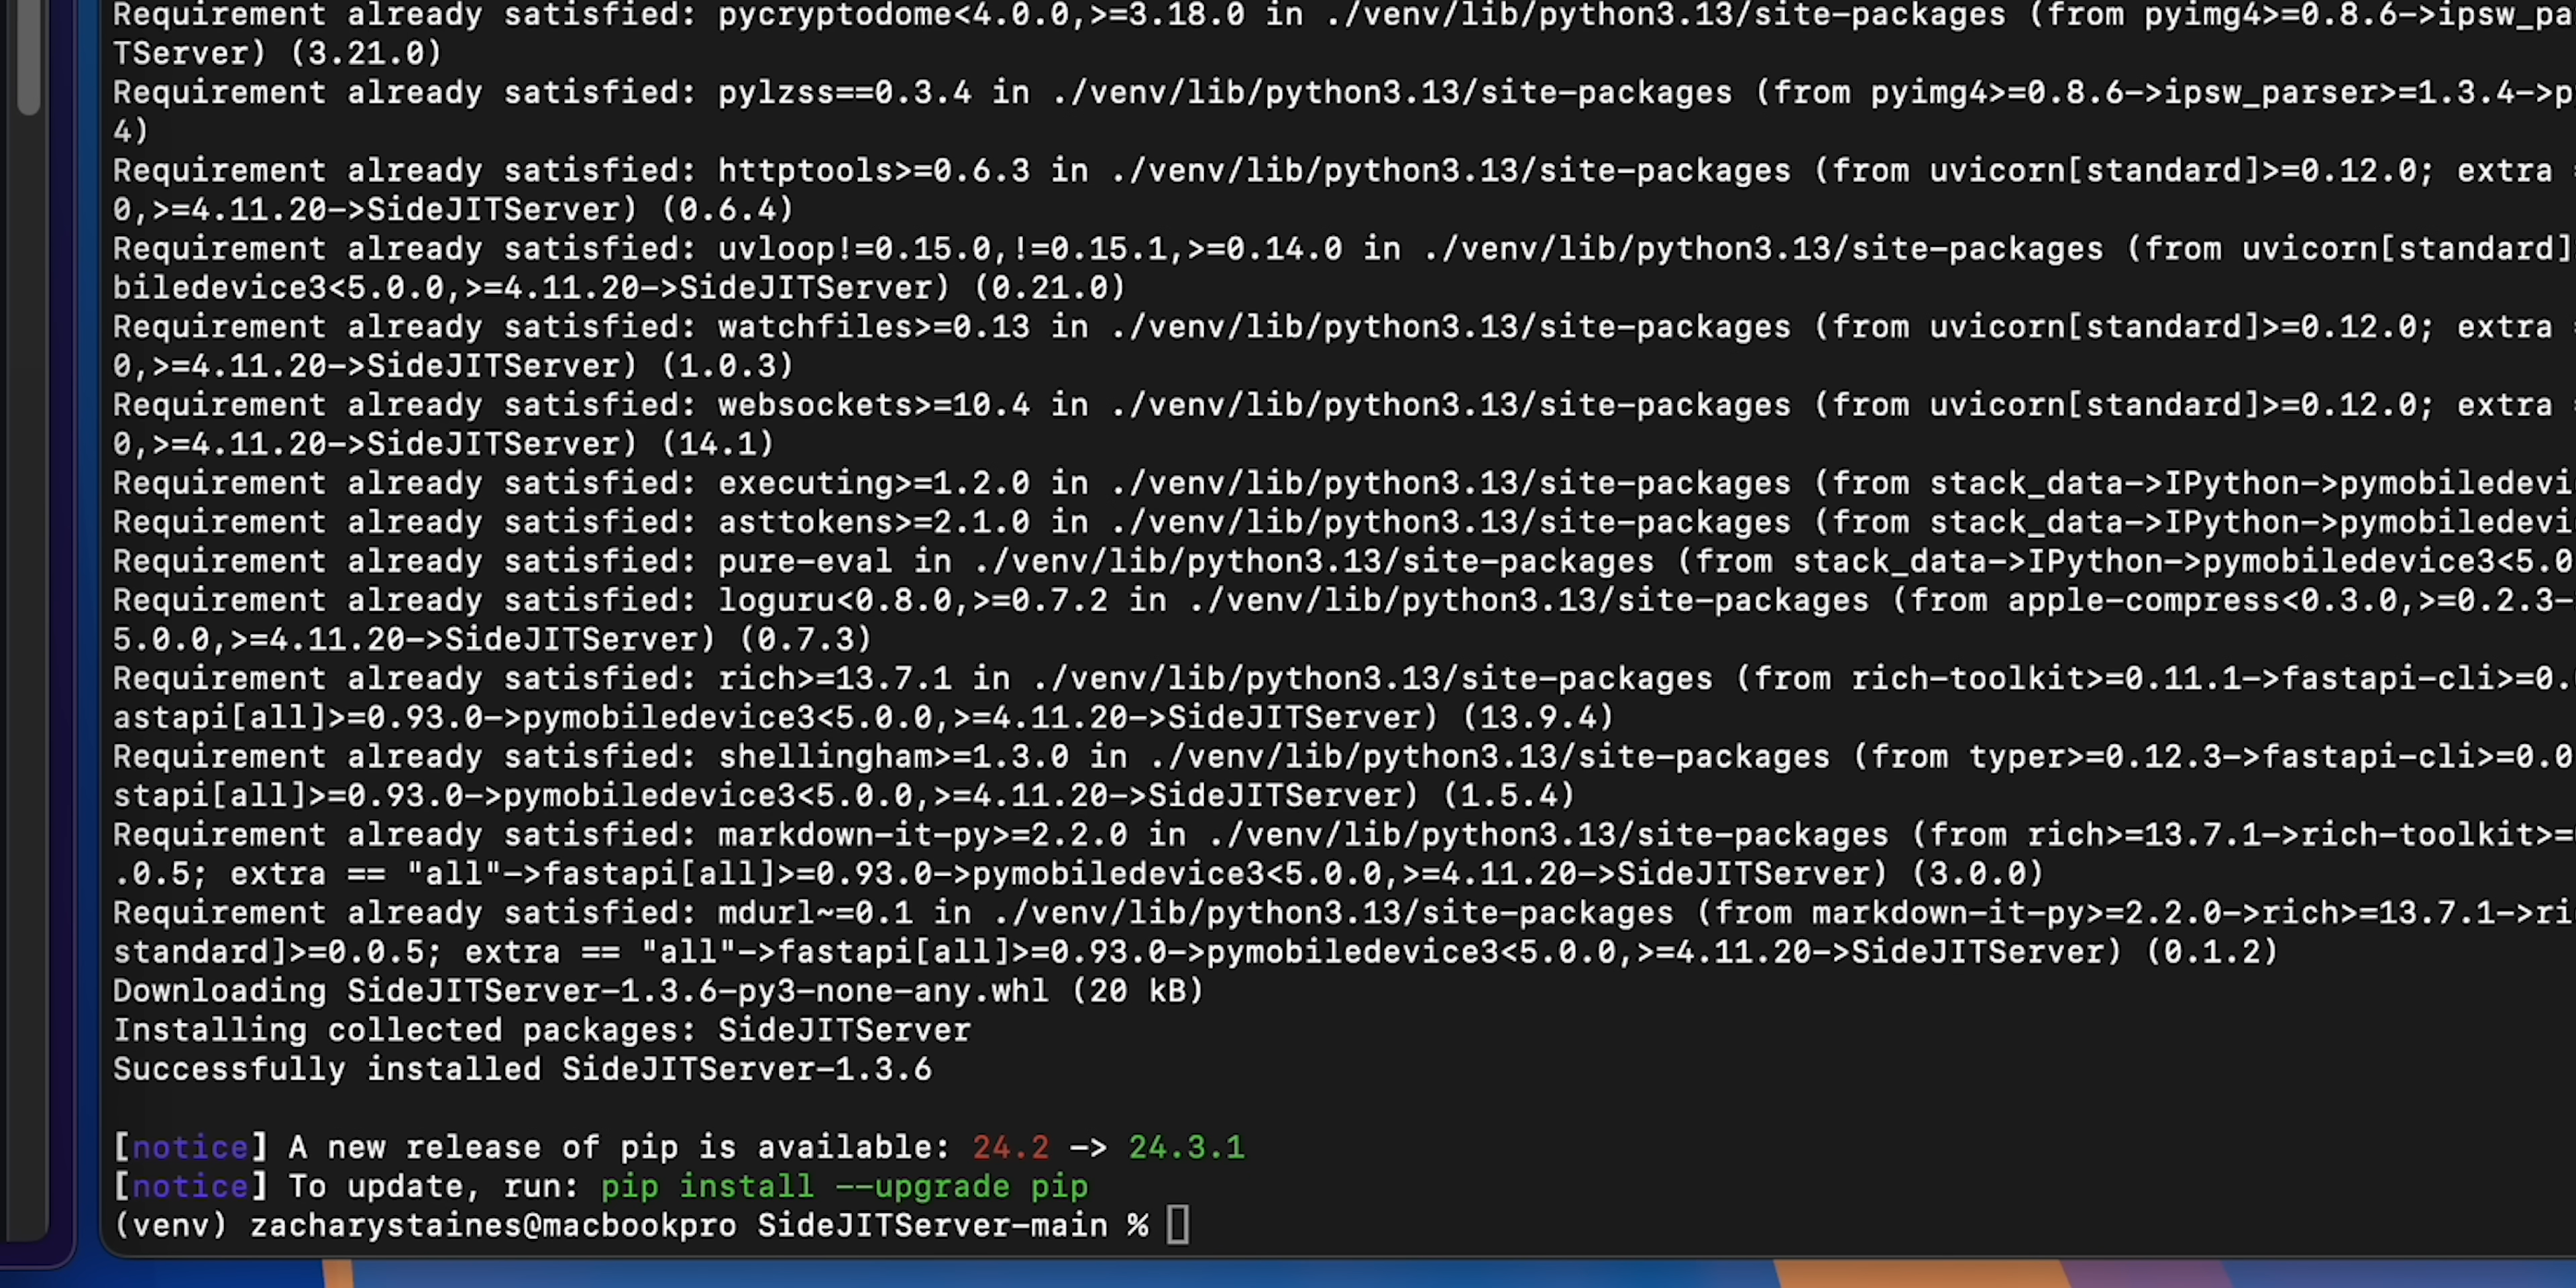 Requirement already satisfied: pycryptodome<4.0.0,>=3.18.0 in ./venv/lib/python3.13/site-packages (from pyimg4>=0.8.6->ipsw_pa
TServer) (3.21.0)
Requirement already satisfied: pylzss==0.3.4 in ./venv/lib/python3.13/site-packages (from pyimg4>=0.8.6->ipsw_parser>=1.3.4->p
4)
Requirement already satisfied: httptools>=0.6.3 in ./venv/lib/python3.13/site-packages (from uvicorn[standard]>=0.12.0; extra
0,>=4.11.20->SideJITServer) (0.6.4)
Requirement already satisfied: uvloop!=0.15.0,!=0.15.1,>=0.14.0 in ./venv/lib/python3.13/site-packages (from uvicorn[standard]
biledevice3<5.0.0,>=4.11.20->SideJITServer) (0.21.0)
Requirement already satisfied: watchfiles>=0.13 in ./venv/lib/python3.13/site-packages (from uvicorn[standard]>=0.12.0; extra
0,>=4.11.20->SideJITServer) (1.0.3)
Requirement already satisfied: websockets>=10.4 in ./venv/lib/python3.13/site-packages (from uvicorn[standard]>=0.12.0; extra
0,>=4.11.20->SideJITServer) (14.1)
Requirement already satisfied: executing>=1.2.0 in ./venv/lib/python3.13/site-packages (from stack_data->IPython->pymobiledevi
Requirement already satisfied: asttokens>=2.1.0 in ./venv/lib/python3.13/site-packages (from stack_data->IPython->pymobiledevi
Requirement already satisfied: pure-eval in ./venv/lib/python3.13/site-packages (from stack_data->IPython->pymobiledevice3<5.0
Requirement already satisfied: loguru<0.8.0,>=0.7.2 in ./venv/lib/python3.13/site-packages (from apple-compress<0.3.0,>=0.2.3-
5.0.0,>=4.11.20->SideJITServer) (0.7.3)
Requirement already satisfied: rich>=13.7.1 in ./venv/lib/python3.13/site-packages (from rich-toolkit>=0.11.1->fastapi-cli>=0.
astapi[all]>=0.93.0->pymobiledevice3<5.0.0,>=4.11.20->SideJITServer) (13.9.4)
Requirement already satisfied: shellingham>=1.3.0 in ./venv/lib/python3.13/site-packages (from typer>=0.12.3->fastapi-cli>=0.0
stapi[all]>=0.93.0->pymobiledevice3<5.0.0,>=4.11.20->SideJITServer) (1.5.4)
Requirement already satisfied: markdown-it-py>=2.2.0 in ./venv/lib/python3.13/site-packages (from rich>=13.7.1->rich-toolkit>=
.0.5; extra == "all"->fastapi[all]>=0.93.0->pymobiledevice3<5.0.0,>=4.11.20->SideJITServer) (3.0.0)
Requirement already satisfied: mdurl~=0.1 in ./venv/lib/python3.13/site-packages (from markdown-it-py>=2.2.0->rich>=13.7.1->ri
standard]>=0.0.5; extra == "all"->fastapi[all]>=0.93.0->pymobiledevice3<5.0.0,>=4.11.20->SideJITServer) (0.1.2)
Downloading SideJITServer-1.3.6-py3-none-any.whl (20 kB)
Installing collected packages: SideJITServer
Successfully installed SideJITServer-1.3.6
[notice] A new release of pip is available: 24.2 -> 24.3.1
[notice] To update, run: pip install --upgrade pip
(venv) zacharystaines@macbookpro SideJITServer-main %